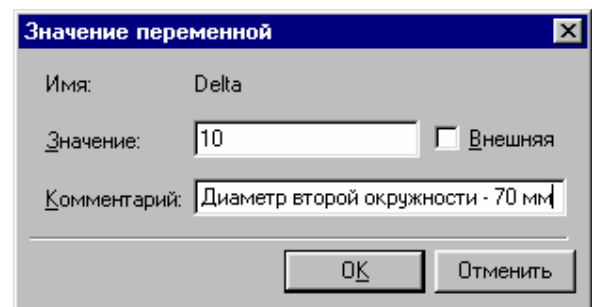 Значение переменной
Имя: Delta
Значение: 10 Внешняя
Комментарий: Диаметр второй окружности - 70 мм
OK Отменить